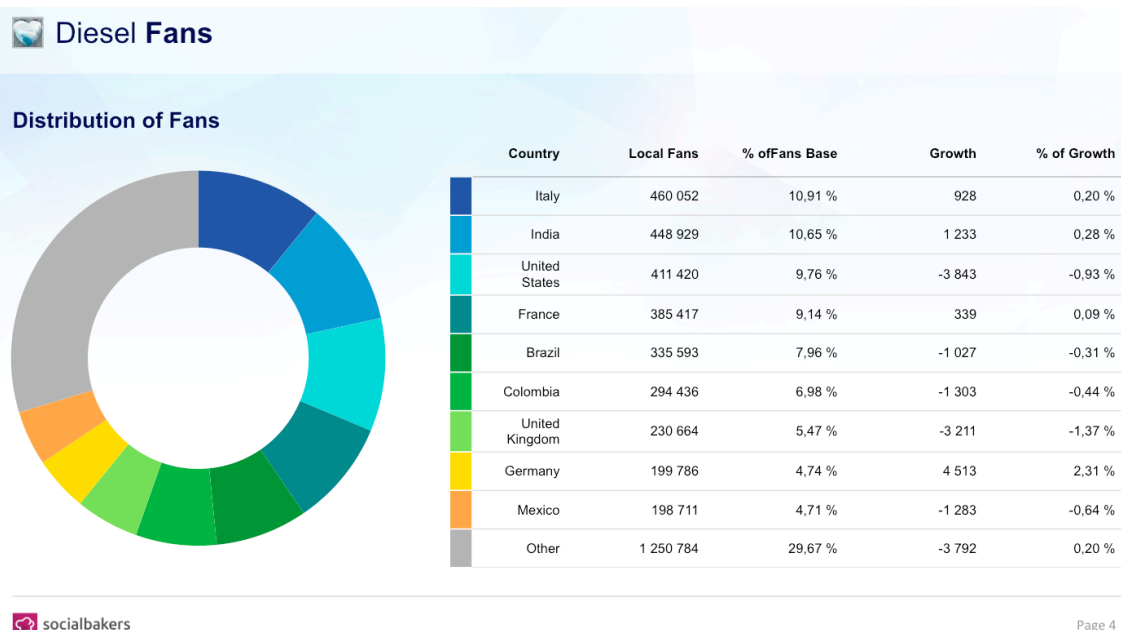 Diesel Fans
Distribution of Fans
Country Local Fans % ofFans Base Growth % of Growth
Italy 460 052 10,91 % 928 0,20 %
India 448 929 10,65 % 1 233 0,28 %
United
States 411 420 9,76 % -3 843 -0,93 %
France 385 417 9,14 % 339 0,09 %
Brazil 335 593 7,96 % -1 027 -0,31 %
Colombia 294 436 6,98 % -1 303 -0,44 %
United
Kingdom 230 664 5,47 % -3 211 -1,37 %
Germany 199 786 4,74 % 4 513 2,31 %
Mexico 198 711 4,71 % -1 283 -0,64 %
Other 1 250 784 29,67 % -3 792 0,20 %
socialbakers
Page 4